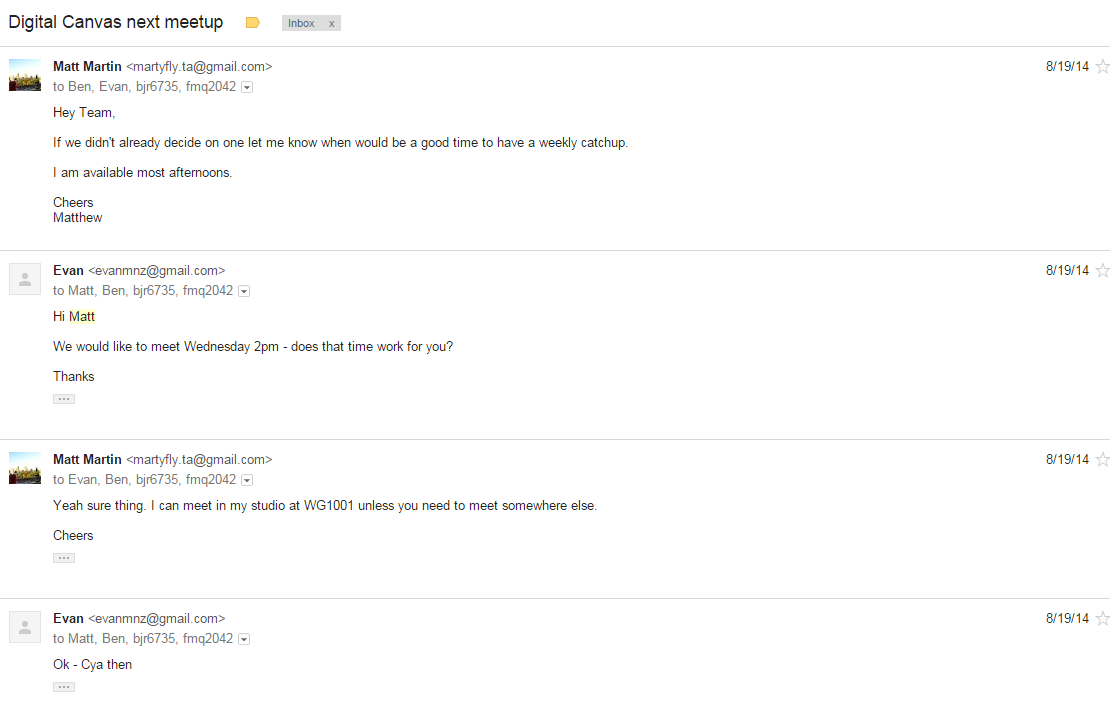 Digital Canvas next meetup Inbox x
Matt Martin <martyfly.ta@gmail.com> 8/19/14
to Ben, Evan, bjr6735, fmq2042
Hey Team,
If we didn't already decide on one let me know when would be a good time to have a weekly catchup.
I am available most afternoons.
Cheers
Matthew
Evan <evanmnz@gmail.com> 8/19/14
to Matt, Ben, bjr6735, fmq2042
Hi Matt
We would like to meet Wednesday 2pm - does that time work for you?
Thanks
Matt Martin <martyfly.ta@gmail.com> 8/19/14
to Evan, Ben, bjr6735, fmq2042
Yeah sure thing. I can meet in my studio at WG1001 unless you need to meet somewhere else.
Cheers
Evan <evanmnz@gmail.com> 8/19/14
to Matt, Ben, bjr6735, fmq2042
Ok - Cya then